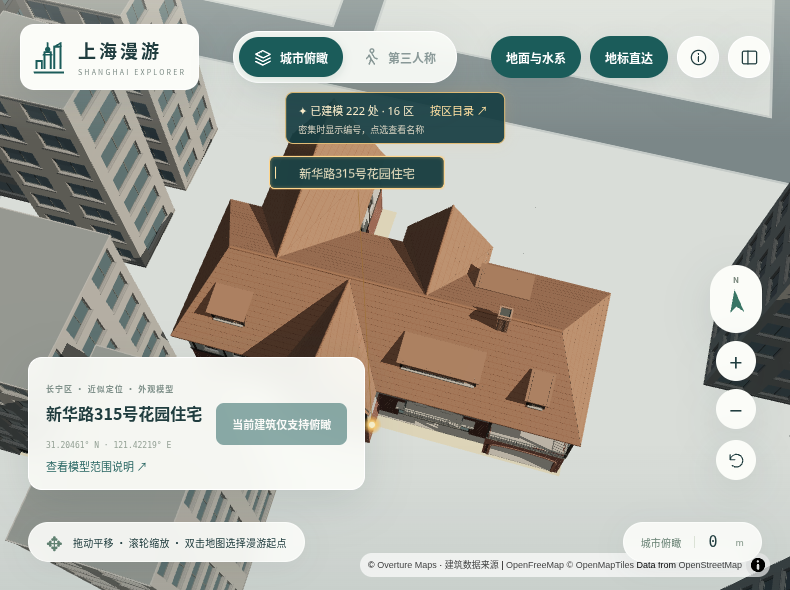 上海漫游
SHANGHAI EXPLORER
城市俯瞰
第三人称
地面与水系
地标直达
✦ 已建模 222 处 · 16 区 按区目录 ↗
密集时显示编号，点选查看名称
新华路315号花园住宅
N
长宁区 · 近似定位 · 外观模型
新华路315号花园住宅
当前建筑仅支持俯瞰
31.20461° N · 121.42219° E
查看模型范围说明 ↗
拖动平移 · 滚轮缩放 · 双击地图选择漫游起点
城市俯瞰 0 m
© Overture Maps · 建筑数据来源 | OpenFreeMap © OpenMapTiles Data from OpenStreetMap